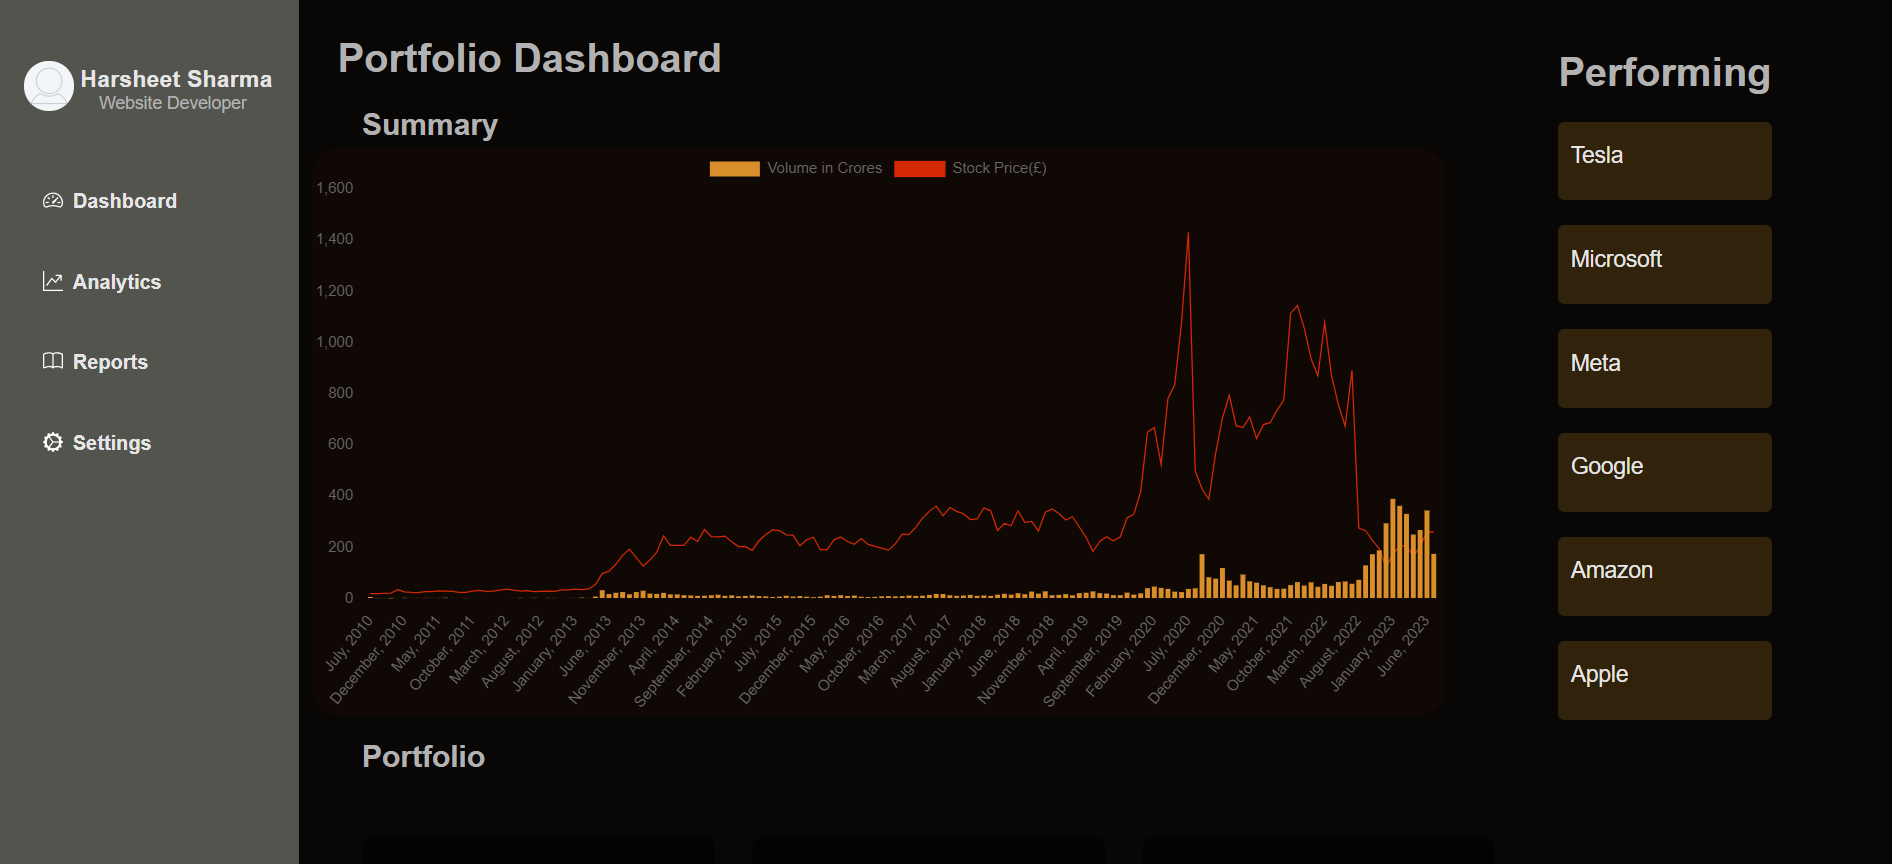 Harsheet Sharma
Website Developer
Dashboard
Analytics
Reports
Settings
Portfolio Dashboard
Summary
Volume in Crores
Stock Price(£)
1,600
1,400
1,200
1,000
800
600
400
200
0
July, 2010
December, 2010
May, 2011
October, 2011
March, 2012
August, 2012
January, 2013
June, 2013
November, 2013
April, 2014
September, 2014
February, 2015
July, 2015
December, 2015
May, 2016
October, 2016
March, 2017
August, 2017
January, 2018
June, 2018
November, 2018
April, 2019
September, 2019
February, 2020
July, 2020
December, 2020
May, 2021
October, 2021
March, 2022
August, 2022
January, 2023
June, 2023
Portfolio
Performing
Tesla
Microsoft
Meta
Google
Amazon
Apple